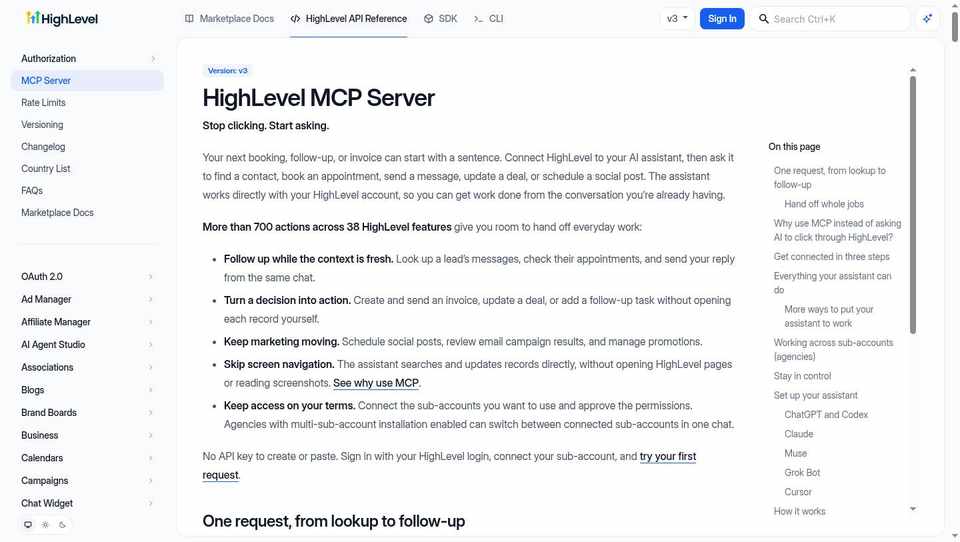 HighLevel
Marketplace Docs
HighLevel API Reference
SDK
CLI
v3
Sign In
Search Ctrl+K
Authorization
MCP Server
Rate Limits
Versioning
Changelog
Country List
FAQs
Marketplace Docs
OAuth 2.0
Ad Manager
Affiliate Manager
AI Agent Studio
Associations
Blogs
Brand Boards
Business
Calendars
Campaigns
Chat Widget
Version: v3
HighLevel MCP Server
Stop clicking. Start asking.
Your next booking, follow-up, or invoice can start with a sentence. Connect HighLevel to your AI assistant, then ask it
to find a contact, book an appointment, send a message, update a deal, or schedule a social post. The assistant
works directly with your HighLevel account, so you can get work done from the conversation you're already having.
More than 700 actions across 38 HighLevel features give you room to hand off everyday work:
Follow up while the context is fresh. Look up a lead's messages, check their appointments, and send your reply
from the same chat.
Turn a decision into action. Create and send an invoice, update a deal, or add a follow-up task without opening
each record yourself.
Keep marketing moving. Schedule social posts, review email campaign results, and manage promotions.
Skip screen navigation. The assistant searches and updates records directly, without opening HighLevel pages
or reading screenshots. See why use MCP.
Keep access on your terms. Connect the sub-accounts you want to use and approve the permissions.
Agencies with multi-sub-account installation enabled can switch between connected sub-accounts in one chat.
No API key to create or paste. Sign in with your HighLevel login, connect your sub-account, and try your first
request.
One request, from lookup to follow-up
On this page
One request, from lookup to
follow-up
Hand off whole jobs
Why use MCP instead of asking
AI to click through HighLevel?
Get connected in three steps
Everything your assistant can
do
More ways to put your
assistant to work
Working across sub-accounts
(agencies)
Stay in control
Set up your assistant
ChatGPT and Codex
Claude
Muse
Grok Bot
Cursor
How it works